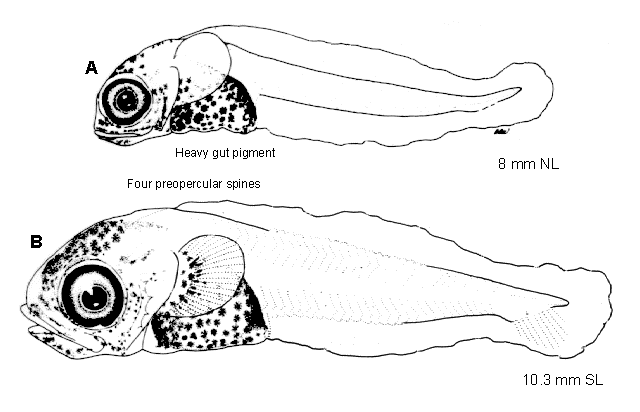 A
Heavy gut pigment
8 mm NL
Four preopercular spines
B
10.3 mm SL